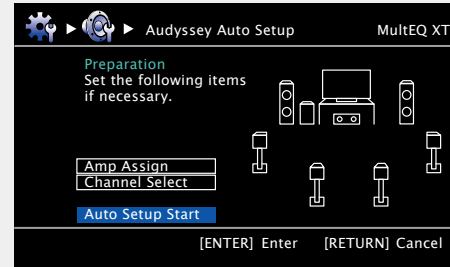 Audyssey Auto Setup MultEQ XT
Preparation
Set the following items
if necessary.
Amp Assign
Channel Select
Auto Setup Start
[ENTER] Enter [RETURN] Cancel